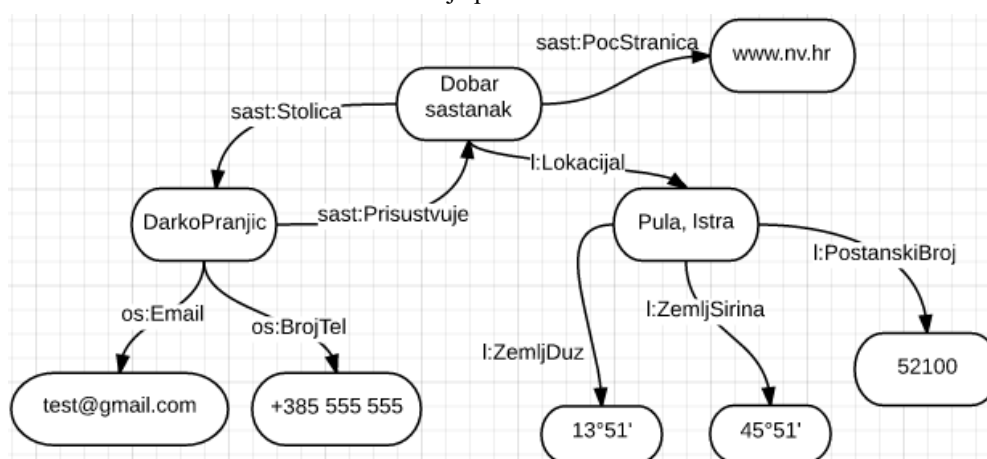 sast:PocStranica
www.nv.hr
Dobar
sastanak
sast:Stolica
l:Lokacijal
DarkoPranjic
sast:Prisustvuje
Pula, Istra
l:PostanskiBroj
os:Email
os:BrojTel
l:ZemljSirina
l:ZemljDuz
52100
test@gmail.com
+385 555 555
13°51'
45°51'